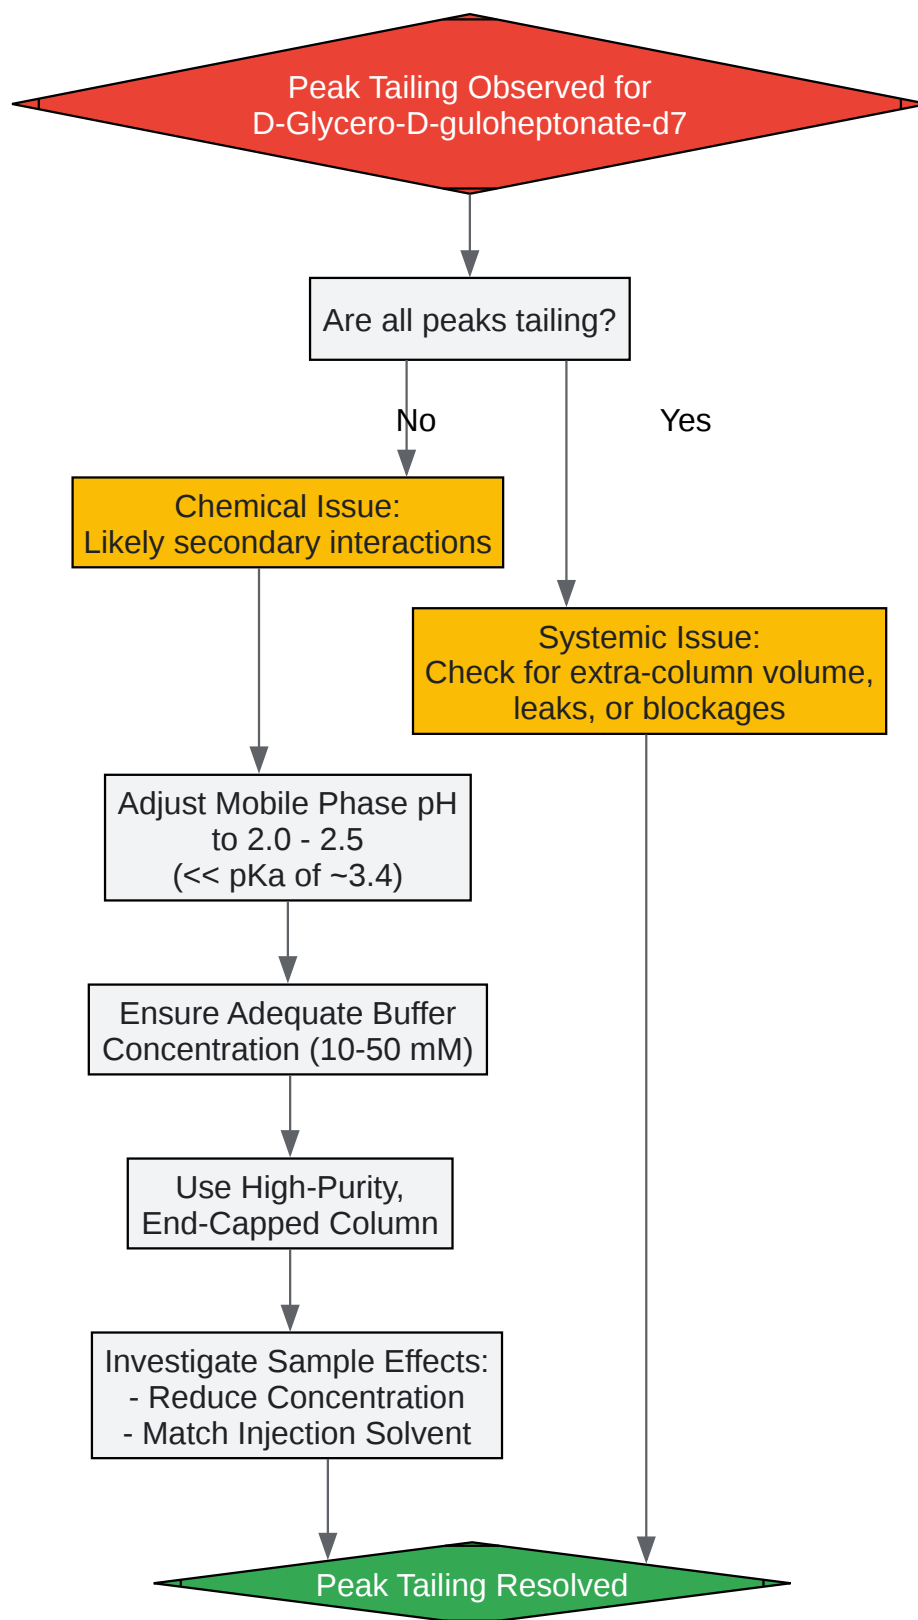 Peak Tailing Observed for
D-Glycero-D-guloheptonate-d7
Are all peaks tailing?
No
Yes
Chemical Issue:
Likely secondary interactions
Systemic Issue:
Check for extra-column volume,
leaks, or blockages
Adjust Mobile Phase pH
to 2.0 - 2.5
(<< pKa of ~3.4)
Ensure Adequate Buffer
Concentration (10-50 mM)
Use High-Purity,
End-Capped Column
Investigate Sample Effects:
- Reduce Concentration
- Match Injection Solvent
Peak Tailing Resolved